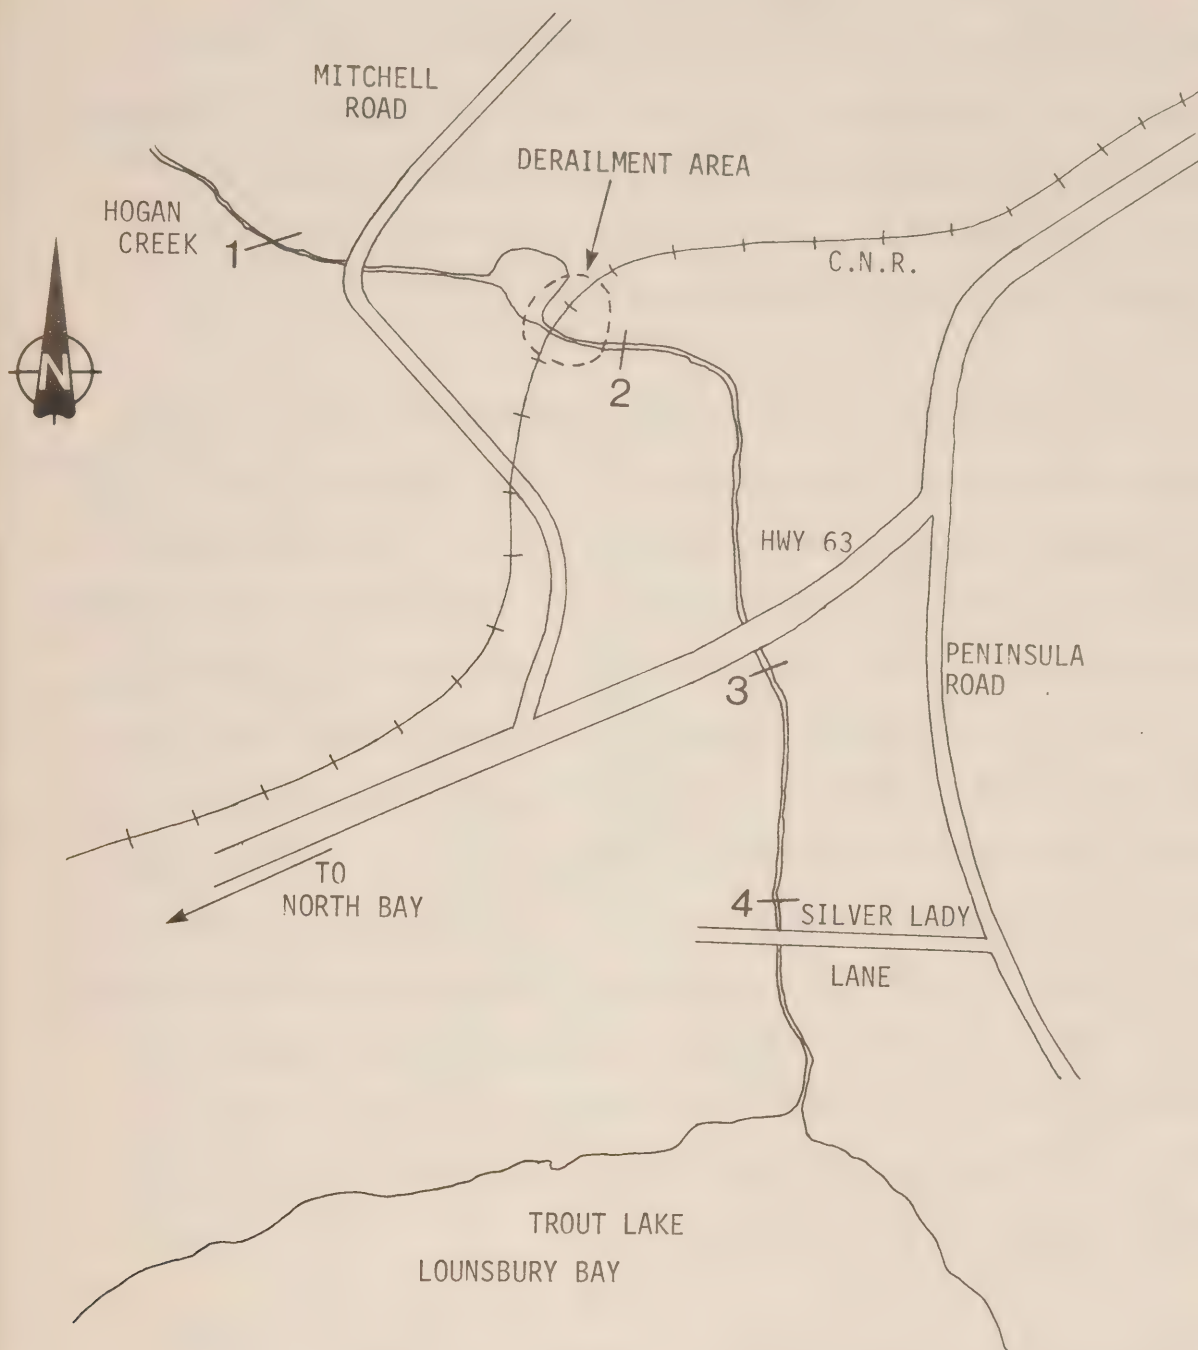 MITCHELL
ROAD
DERAILMENT AREA
HOGAN
CREEK
1
C.N.R.
N
2
HWY 63
PENINSULA
ROAD
3
TO
NORTH BAY
4
SILVER LADY
LANE
TROUT LAKE
LOUNSBURY BAY